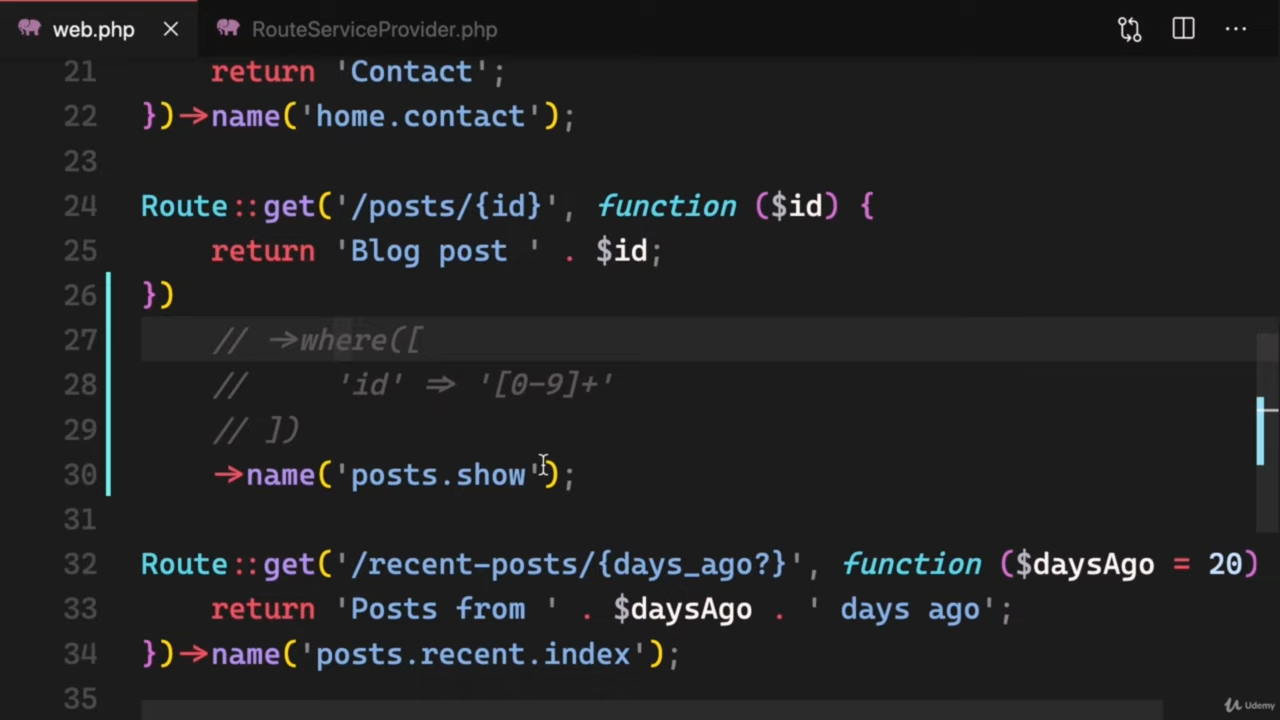 web.php RouteServiceProvider.php
21 return 'Contact';
22 })->name('home.contact');
23
24 Route::get('/posts/{id}', function ($id) {
25 return 'Blog post ' . $id;
26 })
27 // ->where([
28 // 'id' => '[0-9]+'
29 // ])
30 ->name('posts.show');
31
32 Route::get('/recent-posts/{days_ago?}', function ($daysAgo = 20)
33 return 'Posts from ' . $daysAgo . ' days ago';
34 })->name('posts.recent.index');
35
Udemy